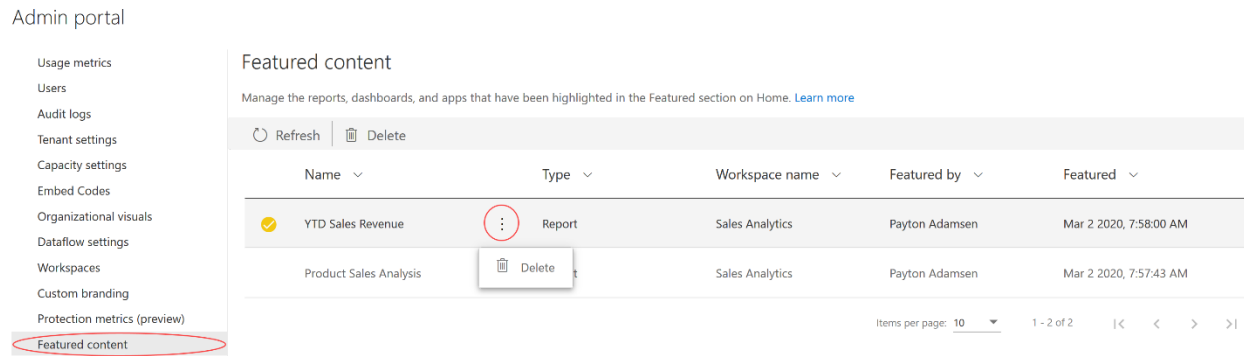 Admin portal
Usage metrics
Users
Audit logs
Tenant settings
Capacity settings
Embed Codes
Organizational visuals
Dataflow settings
Workspaces
Custom branding
Protection metrics (preview)
Featured content
Featured content
Manage the reports, dashboards, and apps that have been highlighted in the Featured section on Home. Learn more
Refresh Delete
Name Type Workspace name Featured by Featured
YTD Sales Revenue Report Sales Analytics Payton Adamsen Mar 2 2020, 7:58:00 AM
Delete
Product Sales Analysis Sales Analytics Payton Adamsen Mar 2 2020, 7:57:43 AM
Items per page: 10 1 - 2 of 2